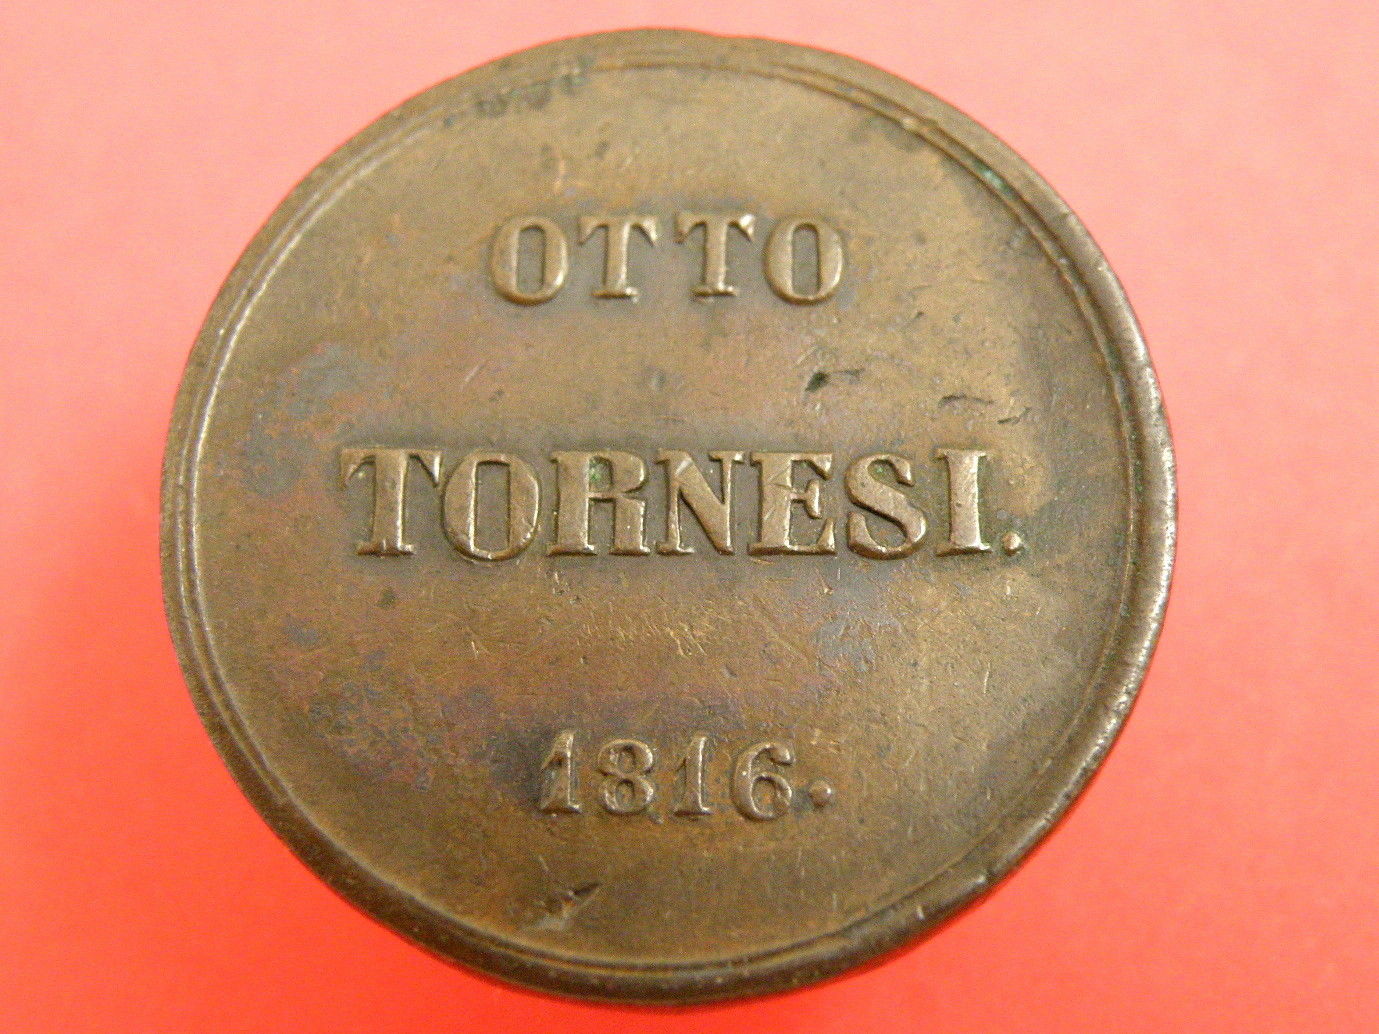 OTTO
TORNESI.
1816.